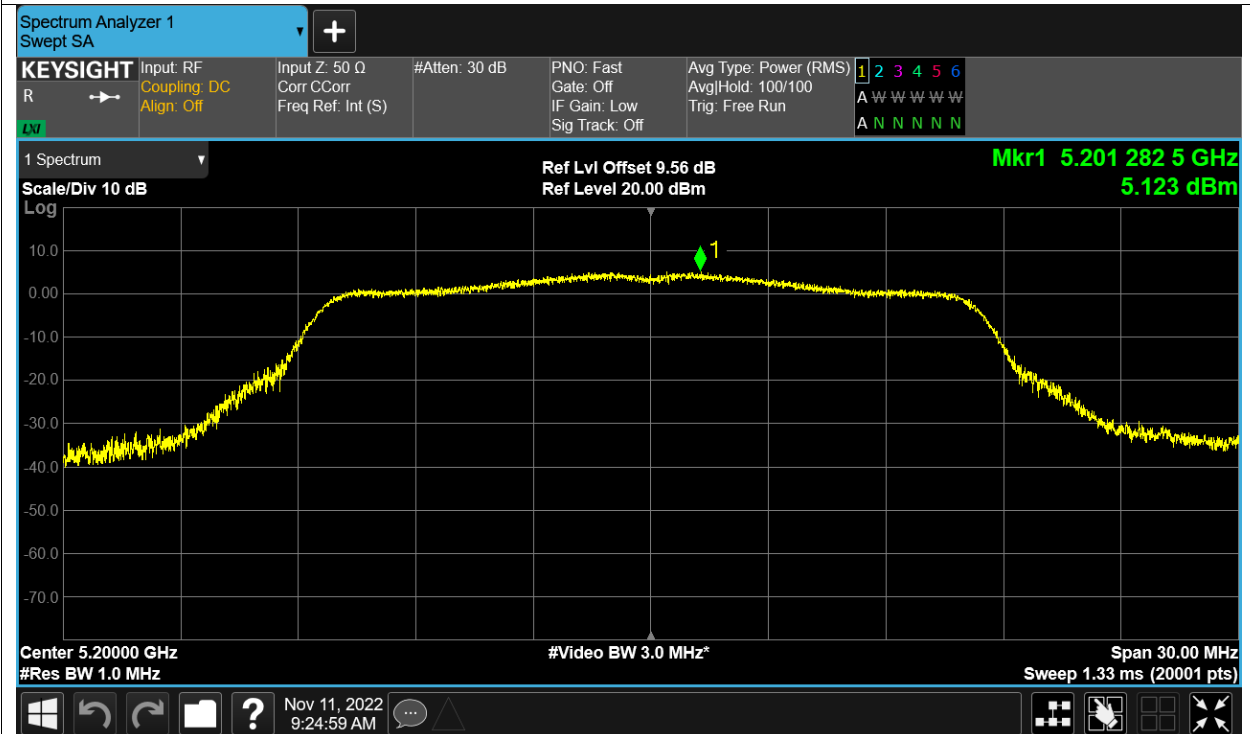 Spectrum Analyzer 1
Swept SA
+
KEYSIGHT
R
LXI
Input: RF
Coupling: DC
Align: Off
Input Z: 50 Ω
Corr CCorr
Freq Ref: Int (S)
#Atten: 30 dB
PNO: Fast
Gate: Off
IF Gain: Low
Sig Track: Off
Avg Type: Power (RMS)
Avg|Hold: 100/100
Trig: Free Run
1 2 3 4 5 6
A W W W W W
A N N N N N
1 Spectrum
Scale/Div 10 dB
Log
Ref Lvl Offset 9.56 dB
Ref Level 20.00 dBm
Mkr1 5.201 282 5 GHz
5.123 dBm
1
10.0
0.00
-10.0
-20.0
-30.0
-40.0
-50.0
-60.0
-70.0
Center 5.20000 GHz
#Res BW 1.0 MHz
#Video BW 3.0 MHz*
Span 30.00 MHz
Sweep 1.33 ms (20001 pts)
?
Nov 11, 2022
9:24:59 AM